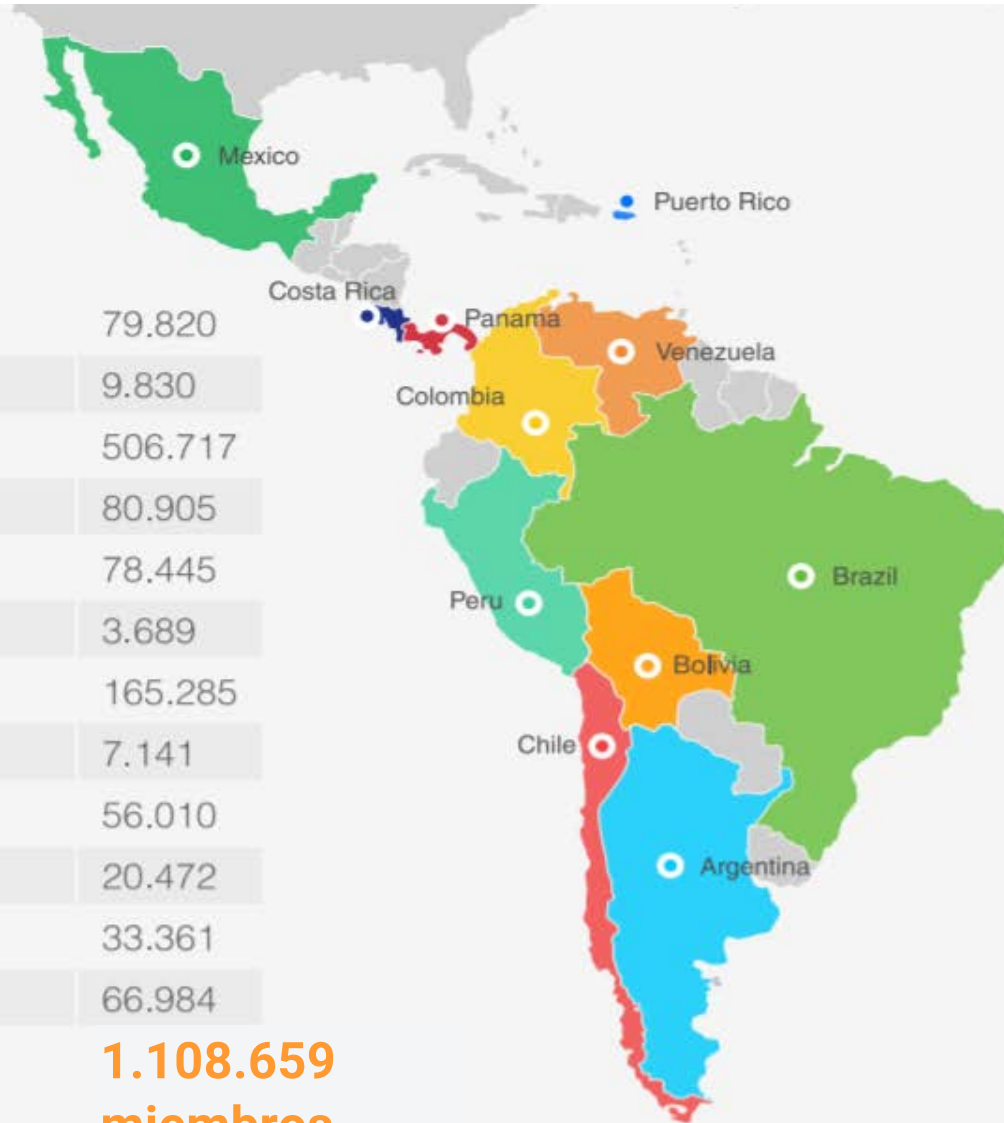 Mexico
Puerto Rico
Costa Rica
Panama
Venezuela
Colombia
Brazil
Peru
Bolivia
Chile
Argentina
79.820
9.830
506.717
80.905
78.445
3.689
165.285
7.141
56.010
20.472
33.361
66.984
1.108.659
miembros